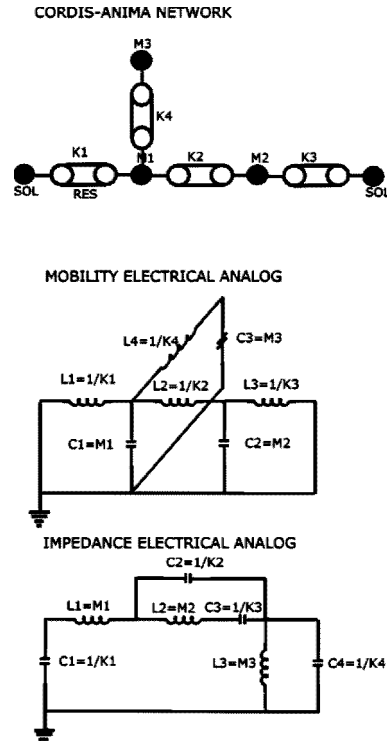 CORDIS-ANIMA NETWORK
M3
K4
K1
M1
K2
M2
K3
SOL
RES
SOL
MOBILITY ELECTRICAL ANALOG
L4=1/K4
C3=M3
L1=1/K1
L2=1/K2
L3=1/K3
C1=M1
C2=M2
IMPEDANCE ELECTRICAL ANALOG
C2=1/K2
L1=M1
L2=M2
C3=1/K3
C1=1/K1
L3=M3
C4=1/K4